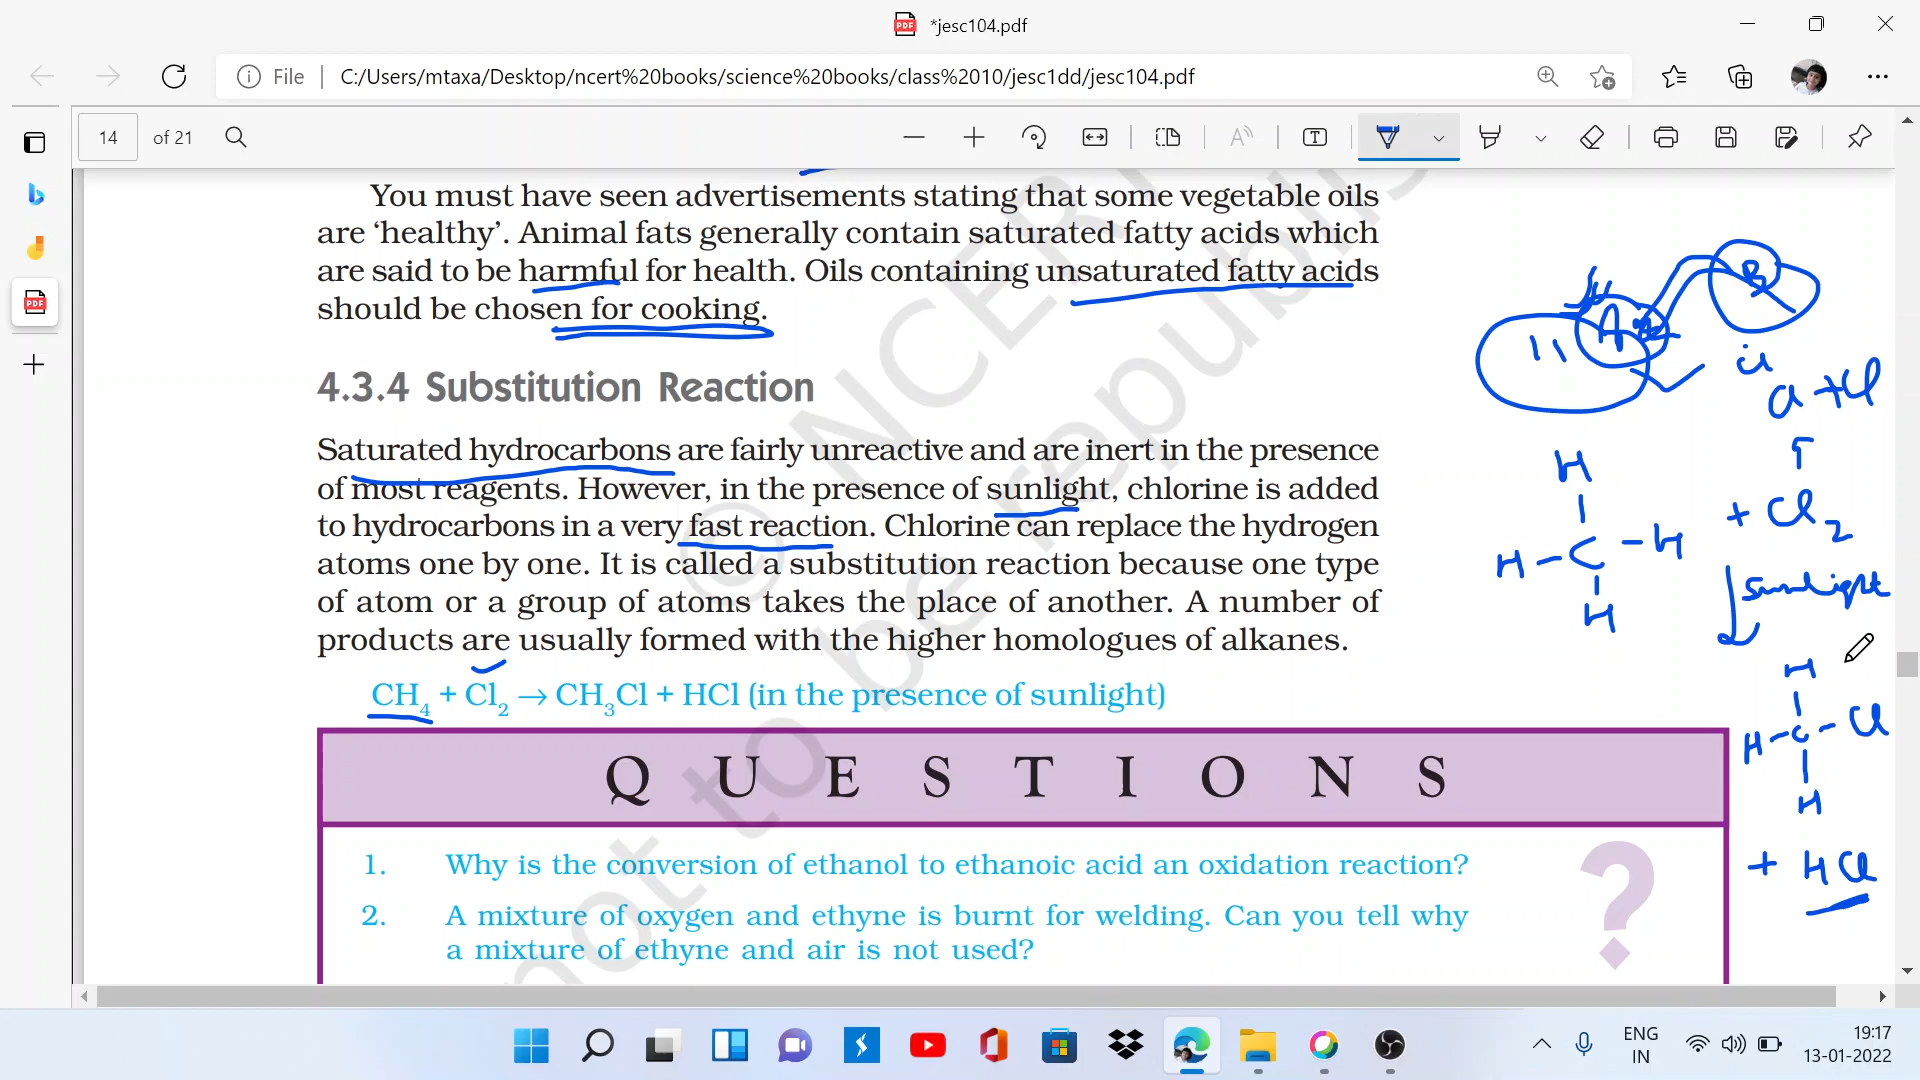 *jesc104.pdf
File
C:/Users/mtaxa/Desktop/ncert%20books/science%20books/class%2010/jesc1dd/jesc104.pdf
14 of 21
You must have seen advertisements stating that some vegetable oils
are ‘healthy’. Animal fats generally contain saturated fatty acids which
are said to be harmful for health. Oils containing unsaturated fatty acids
should be chosen for cooking.
4.3.4 Substitution Reaction
Saturated hydrocarbons are fairly unreactive and are inert in the presence
of most reagents. However, in the presence of sunlight, chlorine is added
to hydrocarbons in a very fast reaction. Chlorine can replace the hydrogen
atoms one by one. It is called a substitution reaction because one type
of atom or a group of atoms takes the place of another. A number of
products are usually formed with the higher homologues of alkanes.
CH4 + Cl2 → CH3Cl + HCl (in the presence of sunlight)
QUESTIONS
1. Why is the conversion of ethanol to ethanoic acid an oxidation reaction?
2. A mixture of oxygen and ethyne is burnt for welding. Can you tell why
a mixture of ethyne and air is not used?
?
© NCERT
not to be republis
A
B
Cl
Cl + Cl
H
H - C - H
H
+ Cl2
sunlight
H
H - C - Cl
H
+ HCl
ENG
IN
19:17
13-01-2022